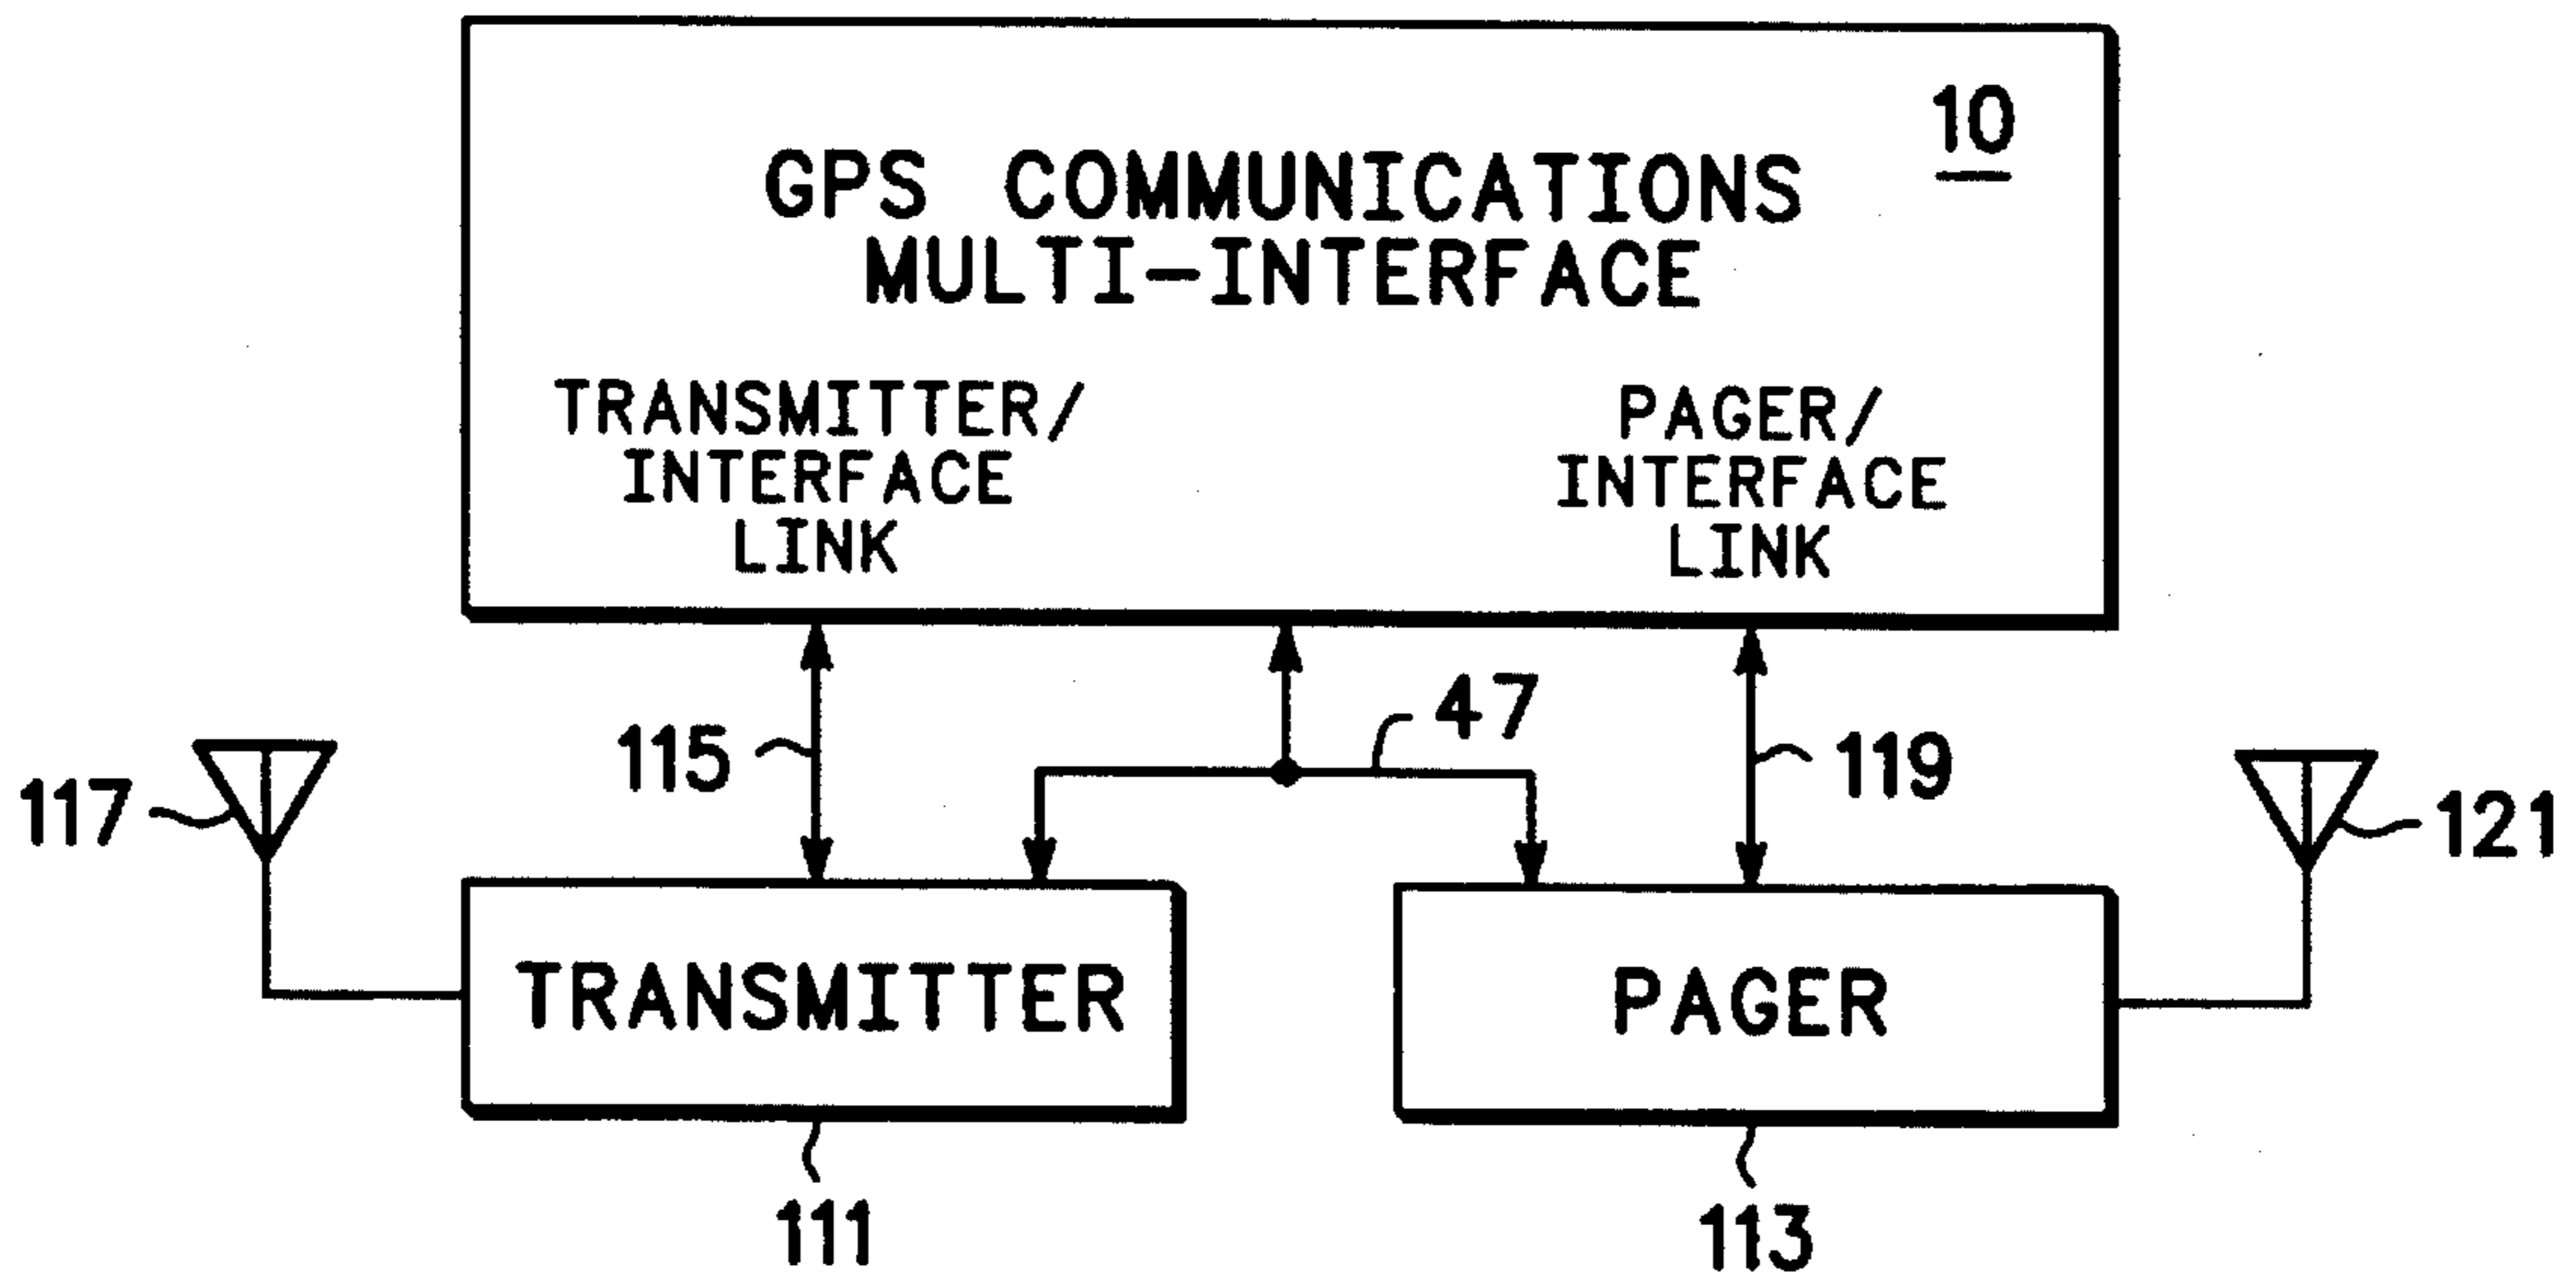 10
GPS COMMUNICATIONS
MULTI-INTERFACE
TRANSMITTER/
INTERFACE
LINK
PAGER/
INTERFACE
LINK
47
115
119
117
121
TRANSMITTER
PAGER
111
113